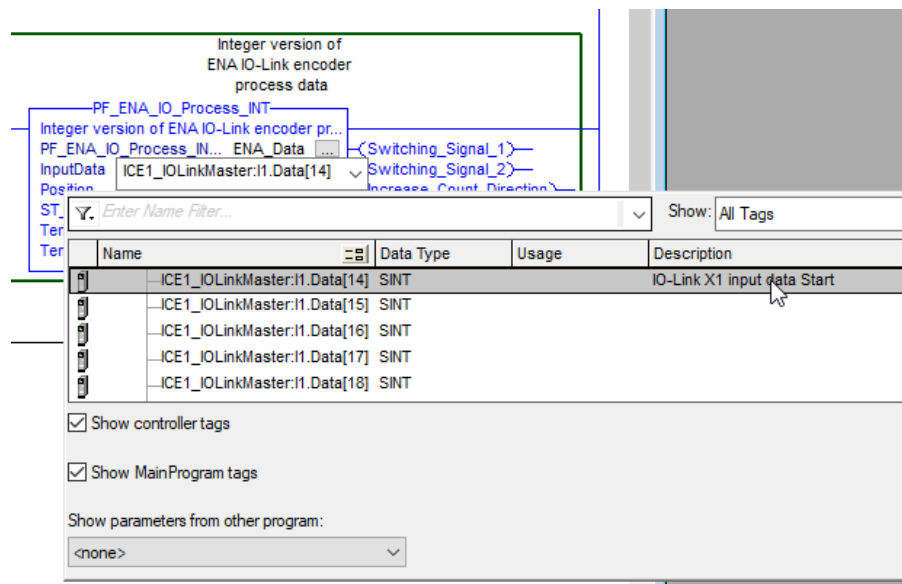 Integer version of
ENA IO-Link encoder
process data
PF_ENA_IO_Process_INT
Integer version of ENA IO-Link encoder pr...
PF_ENA_IO_Process_IN... ENA_Data ... Switching_Signal_1
InputData ICE1_IOLinkMaster:I1.Data[14] Switching_Signal_2
Position Increase_Count_Direction
ST_
Ter
Ter
Enter Name Filter...
Show: All Tags
Name Data Type Usage Description
ICE1_IOLinkMaster:I1.Data[14] SINT IO-Link X1 input data Start
ICE1_IOLinkMaster:I1.Data[15] SINT
ICE1_IOLinkMaster:I1.Data[16] SINT
ICE1_IOLinkMaster:I1.Data[17] SINT
ICE1_IOLinkMaster:I1.Data[18] SINT
Show controller tags
Show MainProgram tags
Show parameters from other program:
<none>